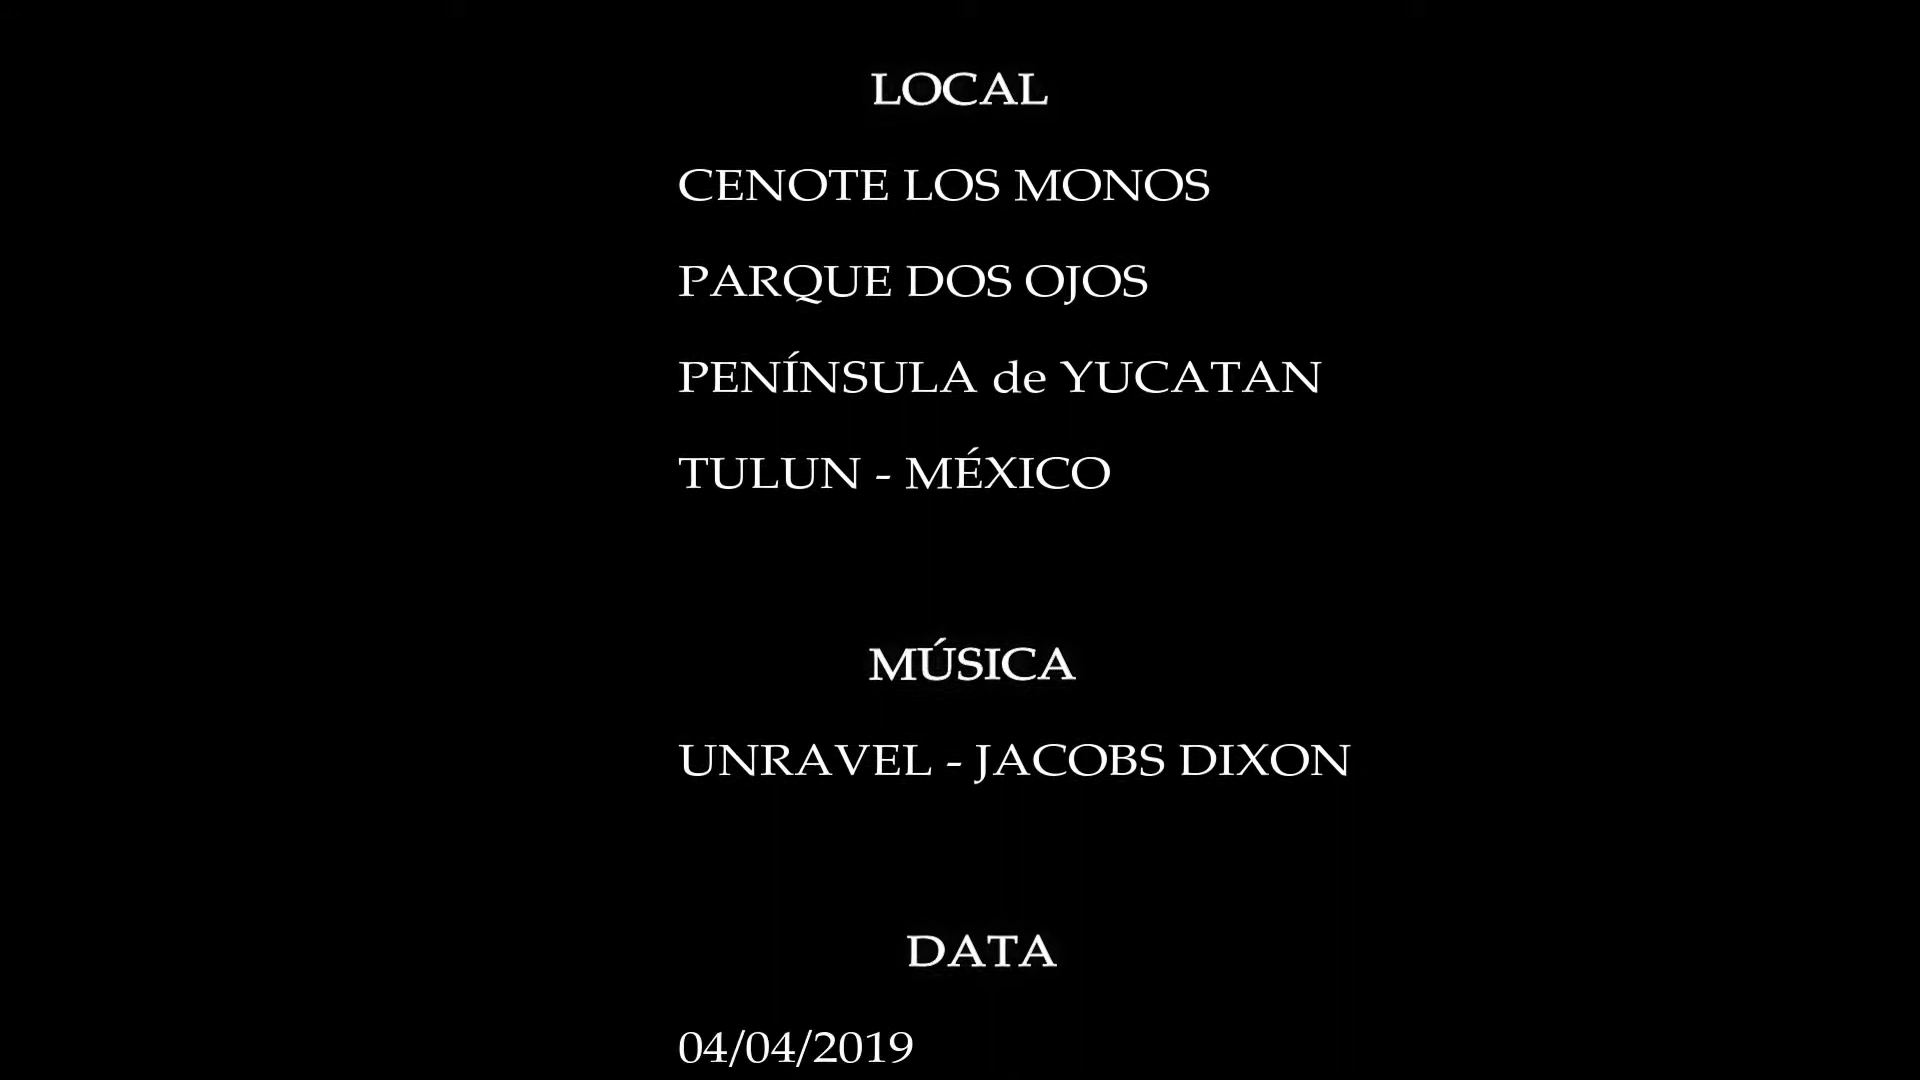 LOCAL
CENOTE LOS MONOS
PARQUE DOS OJOS
PENÍNSULA de YUCATAN
TULUN - MÉXICO
MÚSICA
UNRAVEL - JACOBS DIXON
DATA
04/04/2019